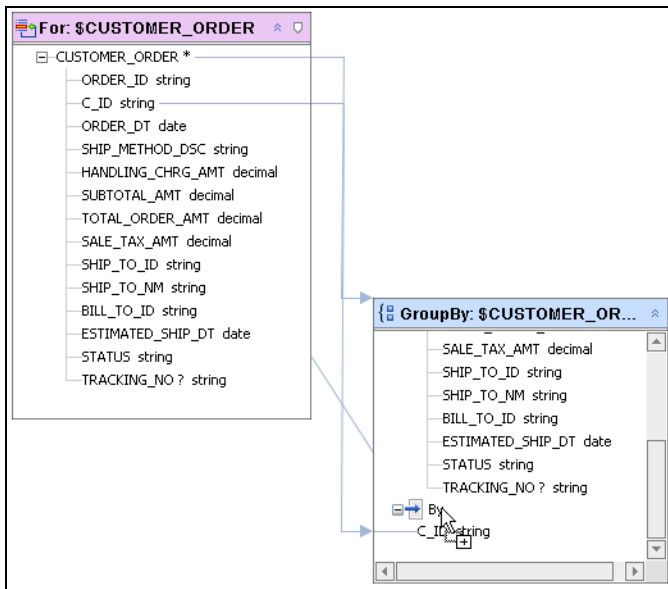 For: $CUSTOMER_ORDER
CUSTOMER_ORDER *
ORDER_ID string
C_ID string
ORDER_DT date
SHIP_METHOD_DSC string
HANDLING_CHRG_AMT decimal
SUBTOTAL_AMT decimal
TOTAL_ORDER_AMT decimal
SALE_TAX_AMT decimal
SHIP_TO_ID string
SHIP_TO_NM string
BILL_TO_ID string
ESTIMATED_SHIP_DT date
STATUS string
TRACKING_NO ? string
GroupBy: $CUSTOMER_OR...
SALE_TAX_AMT decimal
SHIP_TO_ID string
SHIP_TO_NM string
BILL_TO_ID string
ESTIMATED_SHIP_DT date
STATUS string
TRACKING_NO ? string
By
C_ID string